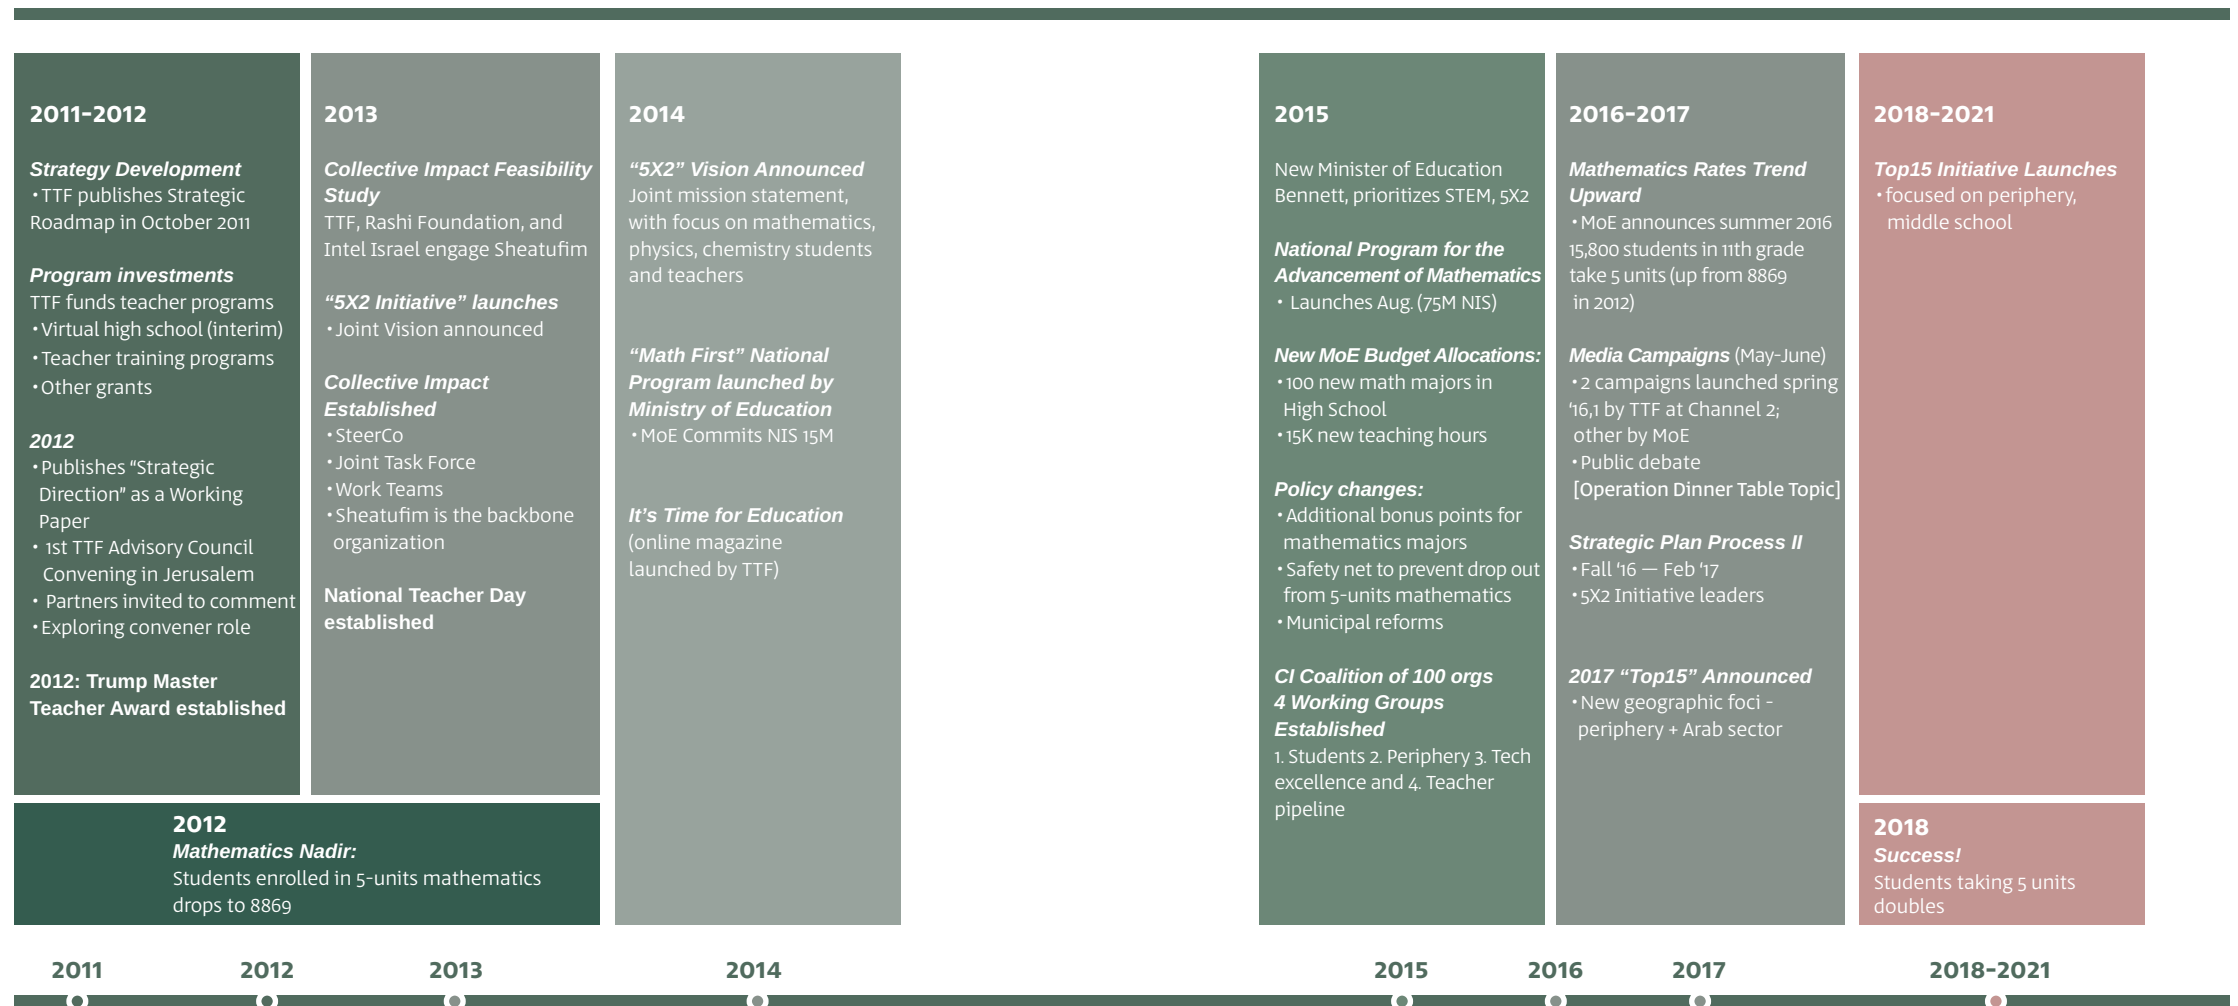 2011-2012
Strategy Development
• TTF publishes Strategic
Roadmap in October 2011
Program investments
TTF funds teacher programs
• Virtual high school (interim)
• Teacher training programs
• Other grants
2012
• Publishes “Strategic
Direction” as a Working
Paper
• 1st TTF Advisory Council
Convening in Jerusalem
• Partners invited to comment
• Exploring convener role
2012: Trump Master
Teacher Award established
2013
Collective Impact Feasibility
Study
TTF, Rashi Foundation, and
Intel Israel engage Sheatufim
“5X2 Initiative” launches
• Joint Vision announced
Collective Impact
Established
• SteerCo
• Joint Task Force
• Work Teams
• Sheatufim is the backbone
organization
National Teacher Day
established
2012
Mathematics Nadir:
Students enrolled in 5-units mathematics
drops to 8869
2014
“5X2” Vision Announced
Joint mission statement,
with focus on mathematics,
physics, chemistry students
and teachers
“Math First” National
Program launched by
Ministry of Education
• MoE Commits NIS 15M
It’s Time for Education
(online magazine
launched by TTF)
2015
New Minister of Education
Bennett, prioritizes STEM, 5X2
National Program for the
Advancement of Mathematics
• Launches Aug. (75M NIS)
New MoE Budget Allocations:
• 100 new math majors in
High School
• 15K new teaching hours
Policy changes:
• Additional bonus points for
mathematics majors
• Safety net to prevent drop out
from 5-units mathematics
• Municipal reforms
CI Coalition of 100 orgs
4 Working Groups
Established
1. Students 2. Periphery 3. Tech
excellence and 4. Teacher
pipeline
2016-2017
Mathematics Rates Trend
Upward
• MoE announces summer 2016
15,800 students in 11th grade
take 5 units (up from 8869
in 2012)
Media Campaigns (May-June)
• 2 campaigns launched spring
‘16,1 by TTF at Channel 2;
other by MoE
• Public debate
[Operation Dinner Table Topic]
Strategic Plan Process II
• Fall ‘16 — Feb ‘17
• 5X2 Initiative leaders
2017 “Top15” Announced
• New geographic foci -
periphery + Arab sector
2018-2021
Top15 Initiative Launches
• focused on periphery,
middle school
2018
Success!
Students taking 5 units
doubles
2011 2012 2013 2014 2015 2016 2017 2018-2021